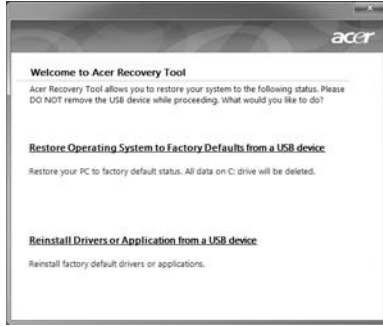 acer
Welcome to Acer Recovery Tool
Acer Recovery Tool allows you to restore your system to the following status. Please
DO NOT remove the USB device while proceeding. What would you like to do?
Restore Operating System to Factory Defaults from a USB device
Restore your PC to factory default status. All data on C: drive will be deleted.
Reinstall Drivers or Application from a USB device
Reinstall factory default drivers or applications.